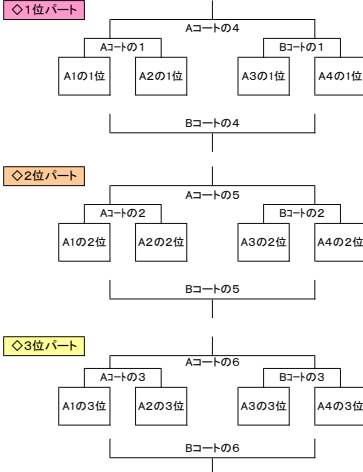 ◇1位パート
Aコートの4
Aコートの1
Bコートの1
A1の1位
A2の1位
A3の1位
A4の1位
Bコートの4
◇2位パート
Aコートの5
Aコートの2
Bコートの2
A1の2位
A2の2位
A3の2位
A4の2位
Bコートの5
◇3位パート
Aコートの6
Aコートの3
Bコートの3
A1の3位
A2の3位
A3の3位
A4の3位
Bコートの6